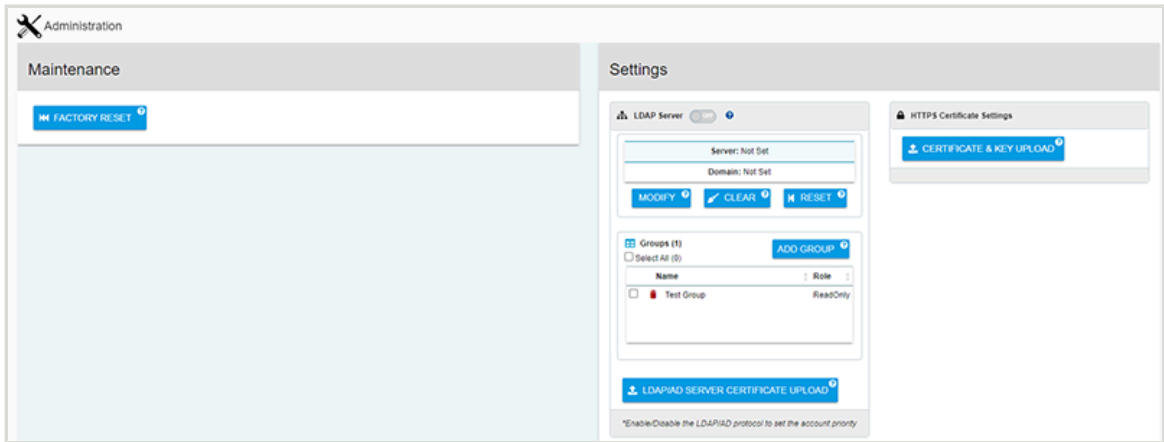 Administration
Maintenance
FACTORY RESET
Settings
LDAP Server OFF
Server: Not Set
Domain: Not Set
MODIFY CLEAR RESET
Groups (1)
Select All (0)
ADD GROUP
Name Role
Test Group ReadOnly
LDAP/AD SERVER CERTIFICATE UPLOAD
*Enable/Disable the LDAP/AD protocol to set the account priority
HTTPS Certificate Settings
CERTIFICATE & KEY UPLOAD